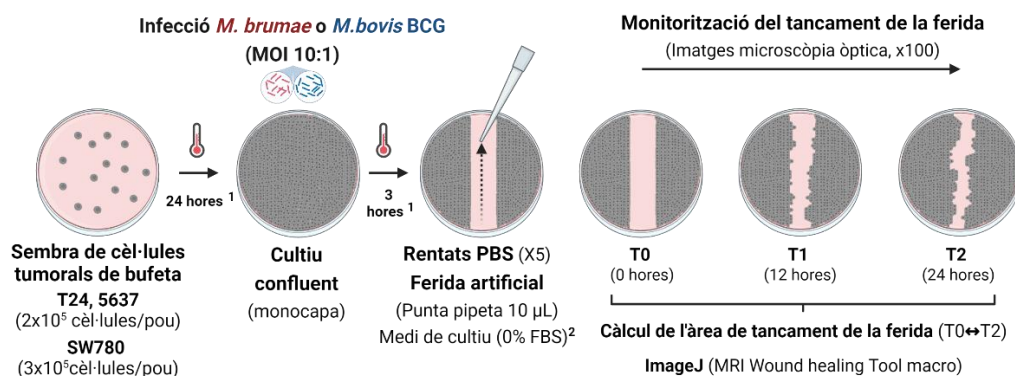 Infecció M. brumae o M.bovis BCG
(MOI 10:1)
Monitorització del tancament de la ferida
(Imatges microscòpia òptica, x100)
24 hores ¹
3
hores ¹
Sembra de cèl·lules
tumorals de bufeta
T24, 5637
(2x10⁵ cèl·lules/pou)
SW780
(3x10⁵cèl·lules/pou)
Cultiu
confluent
(monocapa)
Rentats PBS (X5)
Ferida artificial
(Punta pipeta 10 µL)
Medi de cultiu (0% FBS)²
T0
(0 hores)
T1
(12 hores)
T2
(24 hores)
Càlcul de l'àrea de tancament de la ferida (T0↔T2)
ImageJ (MRI Wound healing Tool macro)